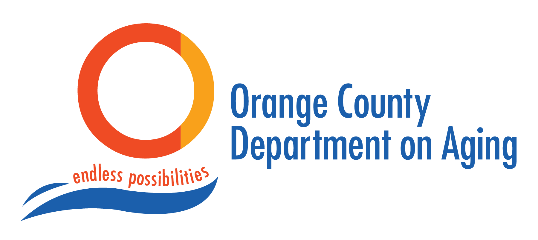 Orange County
Department on Aging
endless possibilities